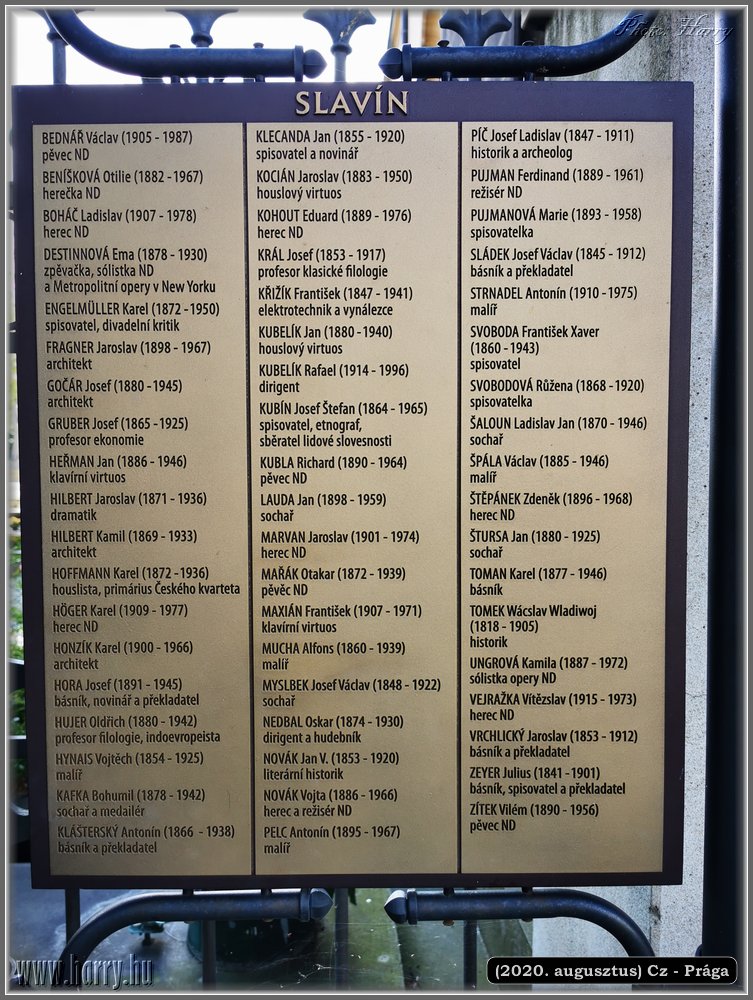 Photo: Harry
SLAVÍN
BEDNÁŘ Václav (1905 - 1987)
pěvec ND
BENÍŠKOVÁ Otilie (1882 - 1967)
herečka ND
BOHÁČ Ladislav (1907 - 1978)
herec ND
DESTINNOVÁ Ema (1878 - 1930)
zpěvačka, sólistka ND
a Metropolitní opery v New Yorku
ENGELMÜLLER Karel (1872 - 1950)
spisovatel, divadelní kritik
FRAGNER Jaroslav (1898 - 1967)
architekt
GOČÁR Josef (1880 - 1945)
architekt
GRUBER Josef (1865 - 1925)
profesor ekonomie
HEŘMAN Jan (1886 - 1946)
klavírní virtuos
HILBERT Jaroslav (1871 - 1936)
dramatik
HILBERT Kamil (1869 - 1933)
architekt
HOFFMANN Karel (1872 - 1936)
houslista, primárius Českého kvarteta
HÖGER Karel (1909 - 1977)
herec ND
HONZÍK Karel (1900 - 1966)
architekt
HORA Josef (1891 - 1945)
básník, novinář a překladatel
HUJER Oldřich (1880 - 1942)
profesor filologie, indoevropeista
HYNAIS Vojtěch (1854 - 1925)
malíř
KAFKA Bohumil (1878 - 1942)
sochař a medailér
KLÁŠTERSKÝ Antonín (1866 - 1938)
básník a překladatel
KLECANDA Jan (1855 - 1920)
spisovatel a novinář
KOCIÁN Jaroslav (1883 - 1950)
houslový virtuos
KOHOUT Eduard (1889 - 1976)
herec ND
KRÁL Josef (1853 - 1917)
profesor klasické filologie
KŘIŽÍK František (1847 - 1941)
elektrotechnik a vynálezce
KUBELÍK Jan (1880 - 1940)
houslový virtuos
KUBELÍK Rafael (1914 - 1996)
dirigent
KUBÍN Josef Štefan (1864 - 1965)
spisovatel, etnograf,
sběratel lidové slovesnosti
KUBLA Richard (1890 - 1964)
pěvec ND
LAUDA Jan (1898 - 1959)
sochař
MARVAN Jaroslav (1901 - 1974)
herec ND
MAŘÁK Otakar (1872 - 1939)
pěvěc ND
MAXIÁN František (1907 - 1971)
klavírní virtuos
MUCHA Alfons (1860 - 1939)
malíř
MYSLBEK Josef Václav (1848 - 1922)
sochař
NEDBAL Oskar (1874 - 1930)
dirigent a hudebník
NOVÁK Jan V. (1853 - 1920)
literární historik
NOVÁK Vojta (1886 - 1966)
herec a režisér ND
PELC Antonín (1895 - 1967)
malíř
PÍČ Josef Ladislav (1847 - 1911)
historik a archeolog
PUJMAN Ferdinand (1889 - 1961)
režisér ND
PUJMANOVÁ Marie (1893 - 1958)
spisovatelka
SLÁDEK Josef Václav (1845 - 1912)
básník a překladatel
STRNADEL Antonín (1910 - 1975)
malíř
SVOBODA František Xaver
(1860 - 1943)
spisovatel
SVOBODOVÁ Růžena (1868 - 1920)
spisovatelka
ŠALOUN Ladislav Jan (1870 - 1946)
sochař
ŠPÁLA Václav (1885 - 1946)
malíř
ŠTĚPÁNEK Zdeněk (1896 - 1968)
herec ND
ŠTURSA Jan (1880 - 1925)
sochař
TOMAN Karel (1877 - 1946)
básník
TOMEK Wácslav Wladiwoj
(1818 - 1905)
historik
UNGROVÁ Kamila (1887 - 1972)
sólistka opery ND
VEJRAŽKA Vítězslav (1915 - 1973)
herec ND
VRCHLICKÝ Jaroslav (1853 - 1912)
básník a překladatel
ZEYER Julius (1841 - 1901)
básník, spisovatel a překladatel
ZÍTEK Vilém (1890 - 1956)
pěvec ND
www.harry.hu
(2020. augusztus) Cz - Prága